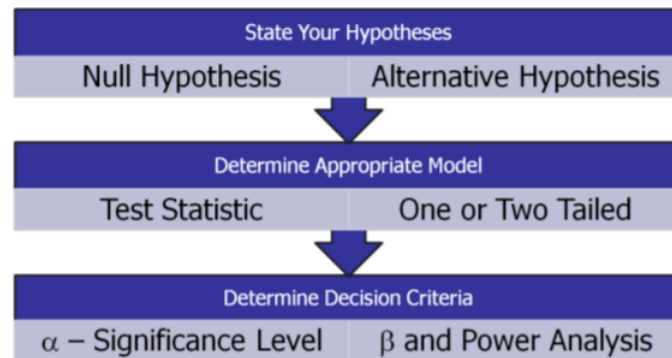 State Your Hypotheses
Null Hypothesis Alternative Hypothesis
Determine Appropriate Model
Test Statistic One or Two Tailed
Determine Decision Criteria
α – Significance Level β and Power Analysis